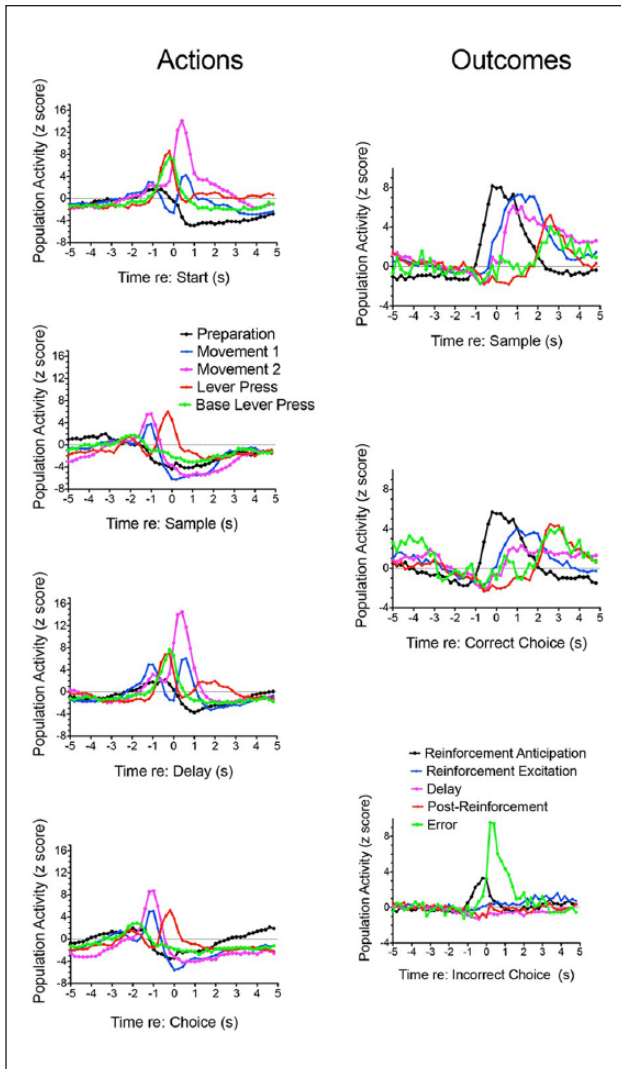 Actions
Population Activity (z score)
16
12
8
4
0
-4
-8
-5 -4 -3 -2 -1 0 1 2 3 4 5
Time re: Start (s)
Population Activity (z score)
16
12
8
4
0
-4
-8
Preparation
Movement 1
Movement 2
Lever Press
Base Lever Press
-5 -4 -3 -2 -1 0 1 2 3 4 5
Time re: Sample (s)
Population Activity (z score)
16
12
8
4
0
-4
-8
-5 -4 -3 -2 -1 0 1 2 3 4 5
Time re: Delay (s)
Population Activity (z score)
16
12
8
4
0
-4
-8
-5 -4 -3 -2 -1 0 1 2 3 4 5
Time re: Choice (s)
Outcomes
Population Activity (z score)
8
4
0
-4
-5 -4 -3 -2 -1 0 1 2 3 4 5
Time re: Sample (s)
Population Activity (z score)
8
4
0
-4
-5 -4 -3 -2 -1 0 1 2 3 4 5
Time re: Correct Choice (s)
Reinforcement Anticipation
Reinforcement Excitation
Delay
Post-Reinforcement
Error
Population Activity (z score)
8
4
0
-4
-5 -4 -3 -2 -1 0 1 2 3 4 5
Time re: Incorrect Choice (s)